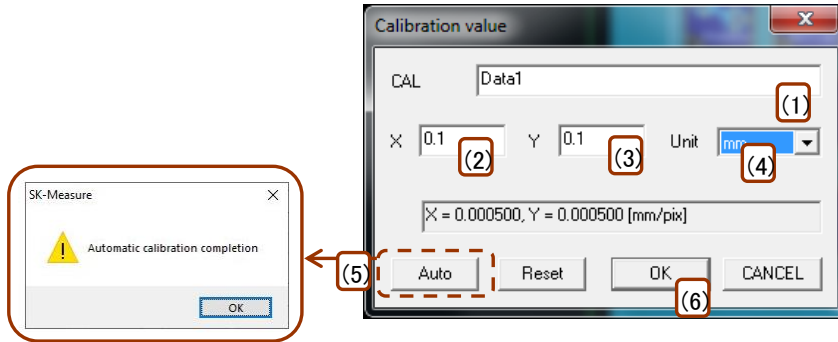 Calibration value
CAL Data1
(1)
X 0.1 (2) Y 0.1 (3) Unit mm (4)
X = 0.000500, Y = 0.000500 [mm/pix]
(5) Auto Reset OK CANCEL
(6)
SK-Measure
Automatic calibration completion
OK